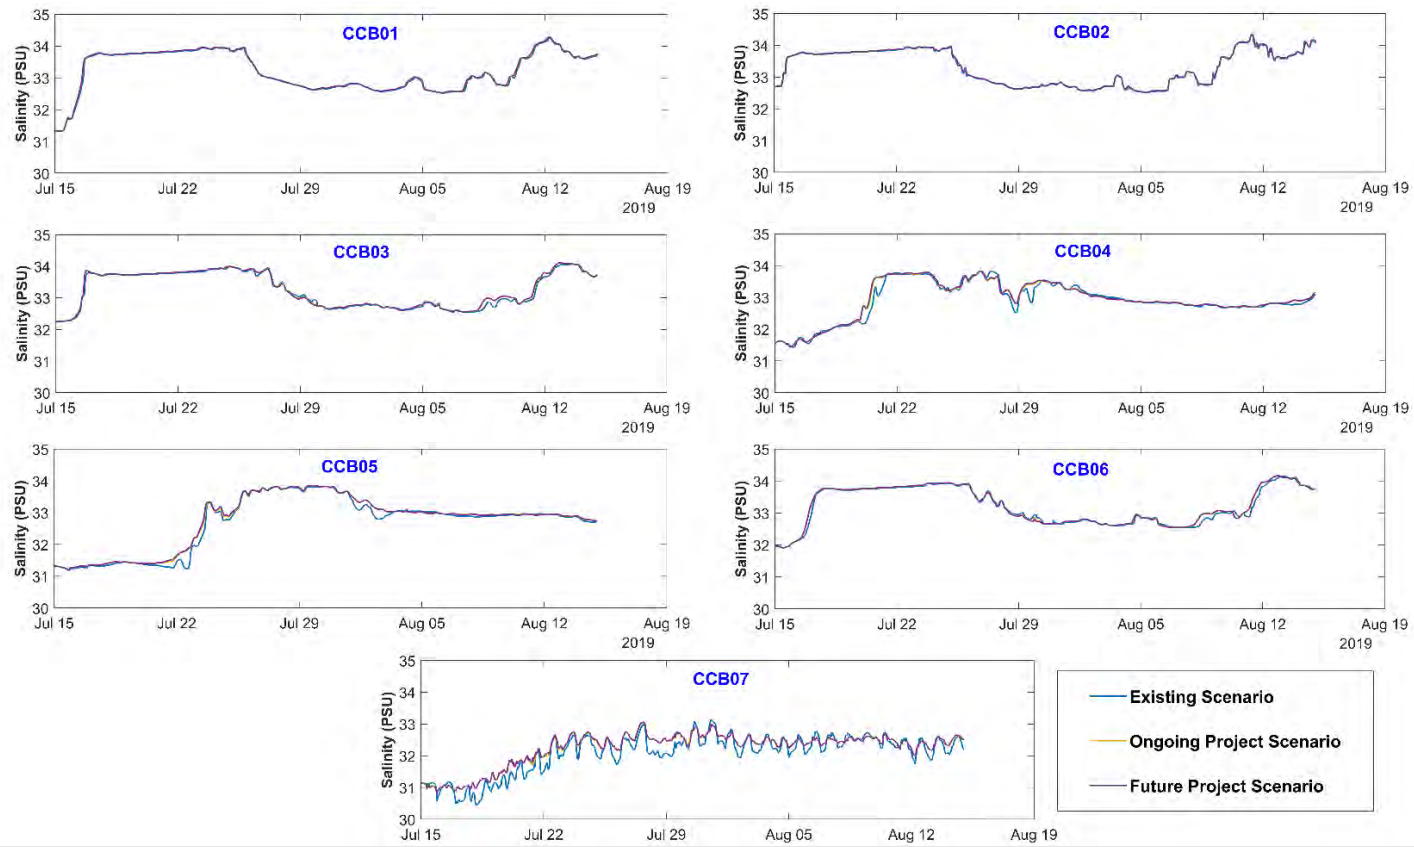 CCB01
Salinity (PSU)
35
34
33
32
31
30
Jul 15 Jul 22 Jul 29 Aug 05 Aug 12 Aug 19
2019
CCB02
Salinity (PSU)
35
34
33
32
31
30
Jul 15 Jul 22 Jul 29 Aug 05 Aug 12 Aug 19
2019
CCB03
Salinity (PSU)
35
34
33
32
31
30
Jul 15 Jul 22 Jul 29 Aug 05 Aug 12 Aug 19
2019
CCB04
Salinity (PSU)
35
34
33
32
31
30
Jul 15 Jul 22 Jul 29 Aug 05 Aug 12 Aug 19
2019
CCB05
Salinity (PSU)
35
34
33
32
31
30
Jul 15 Jul 22 Jul 29 Aug 05 Aug 12 Aug 19
2019
CCB06
Salinity (PSU)
35
34
33
32
31
30
Jul 15 Jul 22 Jul 29 Aug 05 Aug 12 Aug 19
2019
CCB07
Salinity (PSU)
35
34
33
32
31
30
Jul 15 Jul 22 Jul 29 Aug 05 Aug 12 Aug 19
Existing Scenario
Ongoing Project Scenario
Future Project Scenario